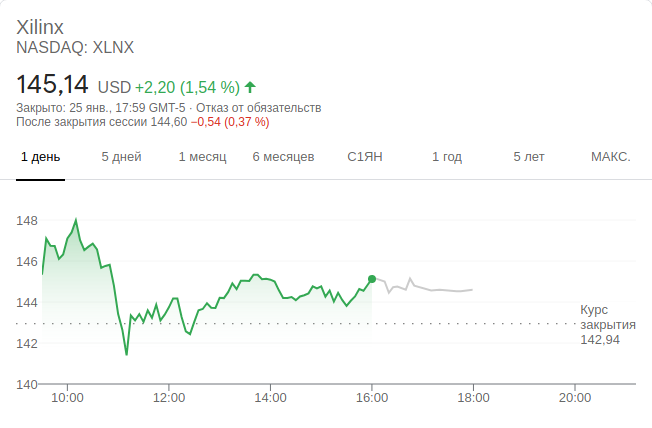 Xilinx
NASDAQ: XLNX
145,14 USD +2,20 (1,54 %)
Закрыто: 25 янв., 17:59 GMT-5 · Отказ от обязательств
После закрытия сессии 144,60 −0,54 (0,37 %)
1 день 5 дней 1 месяц 6 месяцев С1ЯН 1 год 5 лет МАКС.
148
146
144
Курс
закрытия
142,94
142
140
10:00 12:00 14:00 16:00 18:00 20:00